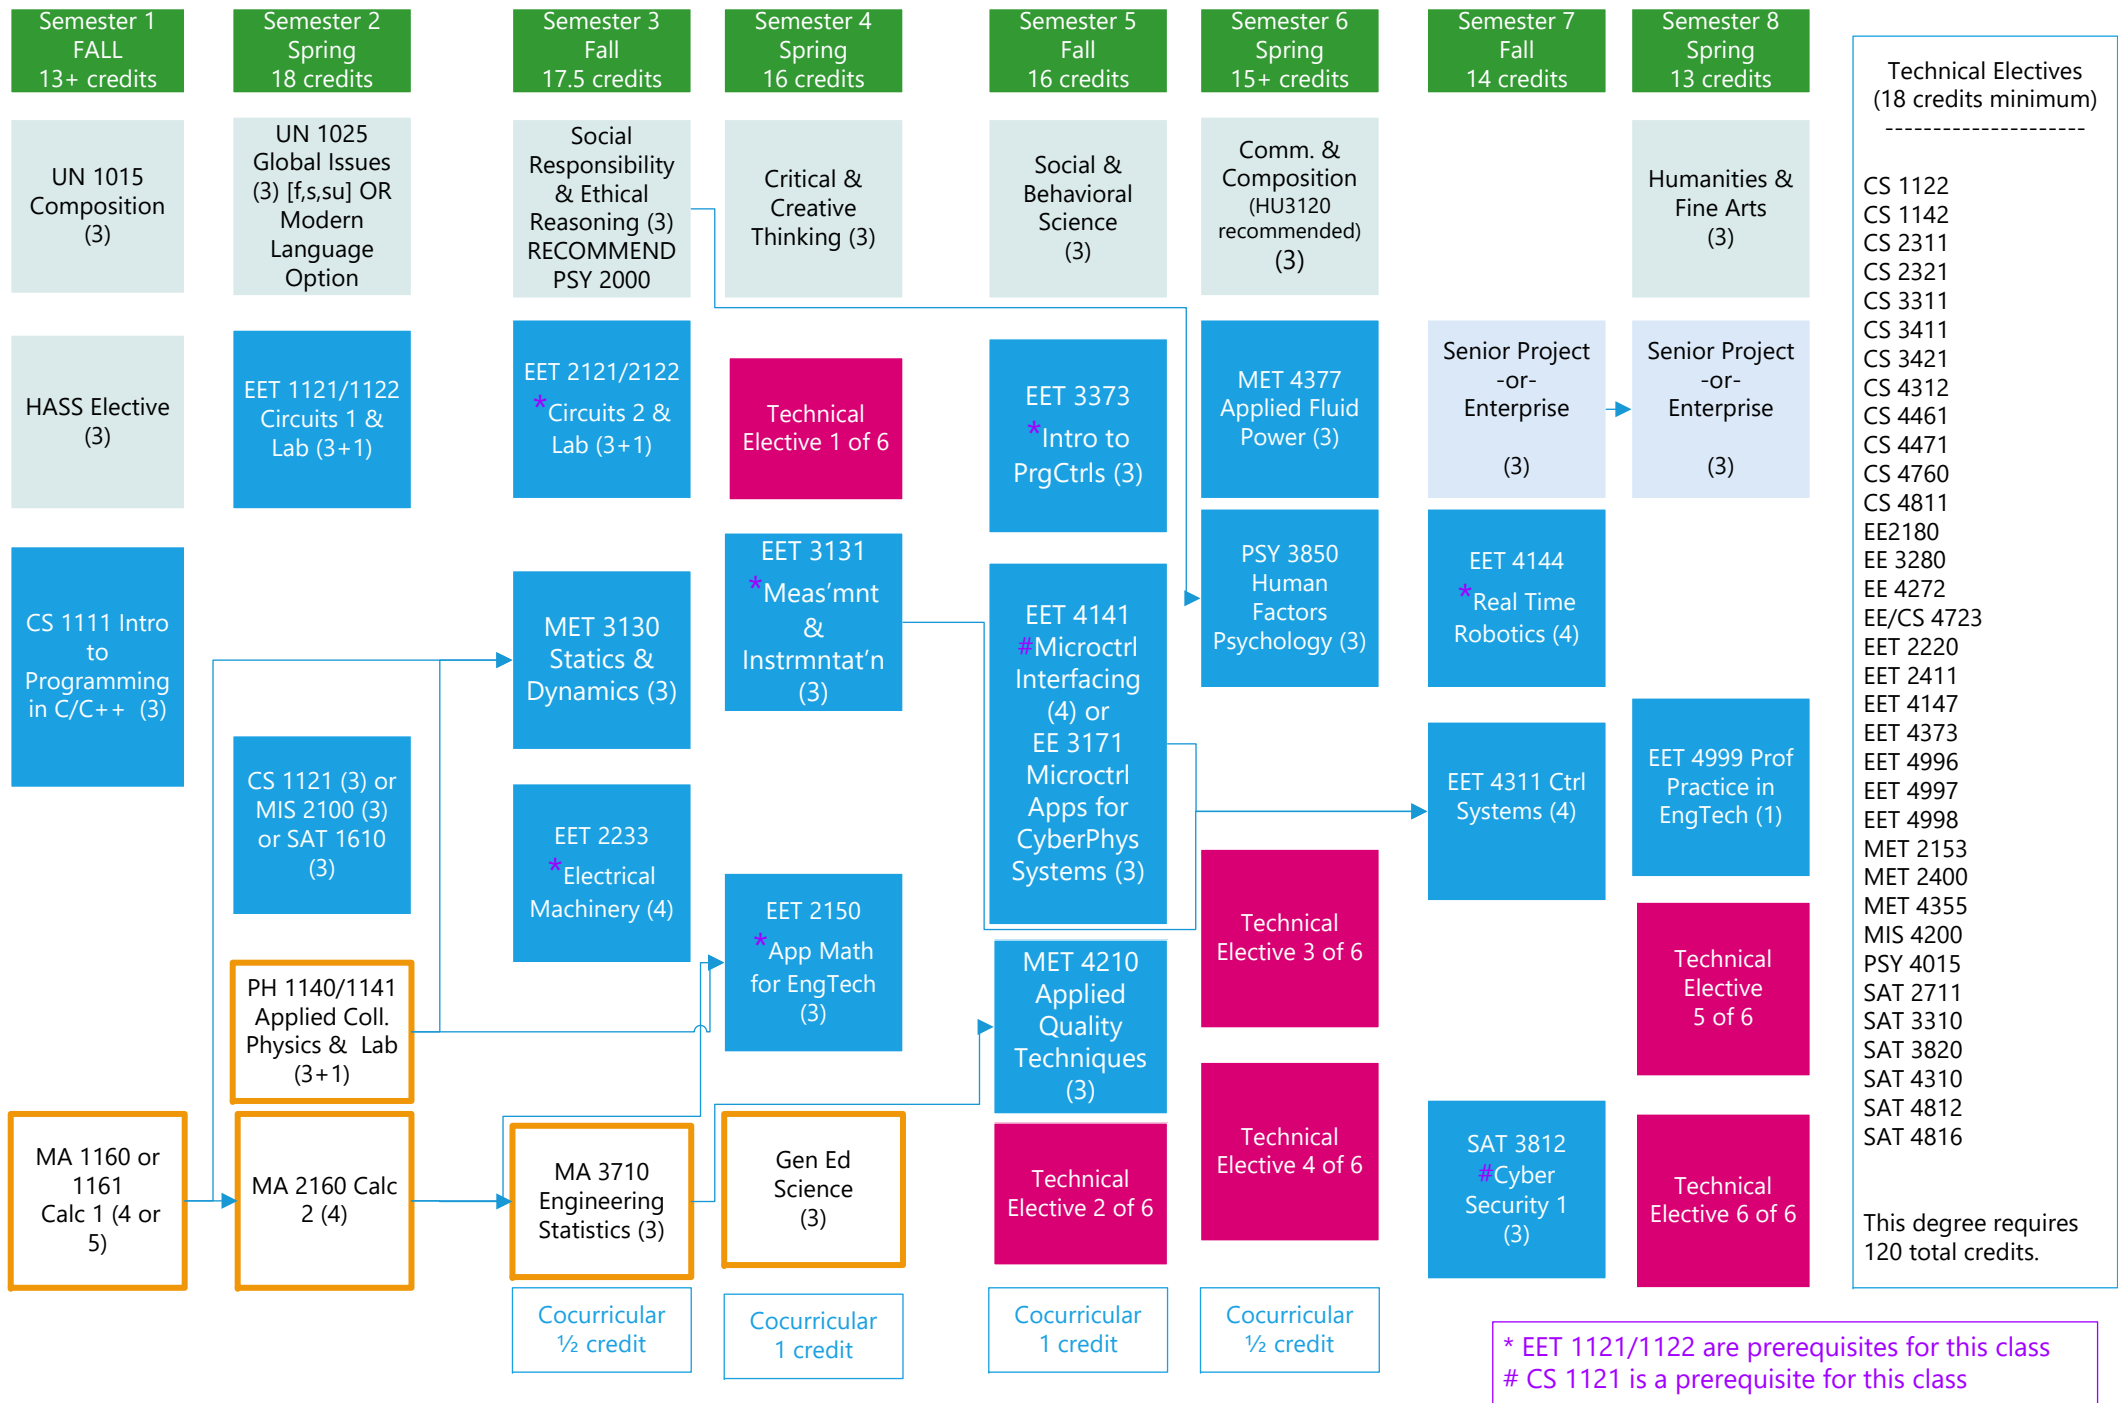 Semester 1
FALL
13+ credits
UN 1015
Composition
(3)
HASS Elective
(3)
CS 1111 Intro
to
Programming
in C/C++ (3)
MA 1160 or
1161
Calc 1 (4 or
5)
Semester 2
Spring
18 credits
UN 1025
Global Issues
(3) [f,s,su] OR
Modern
Language
Option
EET 1121/1122
Circuits 1 &
Lab (3+1)
CS 1121 (3) or
MIS 2100 (3)
or SAT 1610
(3)
PH 1140/1141
Applied Coll.
Physics & Lab
(3+1)
MA 2160 Calc
2 (4)
Semester 3
Fall
17.5 credits
Social
Responsibility
& Ethical
Reasoning (3)
RECOMMEND
PSY 2000
EET 2121/2122
*Circuits 2 &
Lab (3+1)
MET 3130
Statics &
Dynamics (3)
EET 2233
*Electrical
Machinery (4)
MA 3710
Engineering
Statistics (3)
Cocurricular
½ credit
Semester 4
Spring
16 credits
Critical &
Creative
Thinking (3)
Technical
Elective 1 of 6
EET 3131
*Meas’mnt
&
Instrmntat’n
(3)
EET 2150
*App Math
for EngTech
(3)
Gen Ed
Science
(3)
Cocurricular
1 credit
Semester 5
Fall
16 credits
Social &
Behavioral
Science
(3)
EET 3373
*Intro to
PrgCtrls (3)
EET 4141
#Microctrl
Interfacing
(4) or
EE 3171
Microctrl
Apps for
CyberPhys
Systems (3)
MET 4210
Applied
Quality
Techniques
(3)
Technical
Elective 2 of 6
Cocurricular
1 credit
Semester 6
Spring
15+ credits
Comm. &
Composition
(HU3120
recommended)
(3)
MET 4377
Applied Fluid
Power (3)
PSY 3850
Human
Factors
Psychology (3)
Technical
Elective 3 of 6
Technical
Elective 4 of 6
Cocurricular
½ credit
Semester 7
Fall
14 credits
Senior Project
-or-
Enterprise
(3)
EET 4144
*Real Time
Robotics (4)
EET 4311 Ctrl
Systems (4)
SAT 3812
#Cyber
Security 1
(3)
Semester 8
Spring
13 credits
Humanities &
Fine Arts
(3)
Senior Project
-or-
Enterprise
(3)
EET 4999 Prof
Practice in
EngTech (1)
Technical
Elective
5 of 6
Technical
Elective 6 of 6
Technical Electives
(18 credits minimum)
---------------------
CS 1122
CS 1142
CS 2311
CS 2321
CS 3311
CS 3411
CS 3421
CS 4312
CS 4461
CS 4471
CS 4760
CS 4811
EE2180
EE 3280
EE 4272
EE/CS 4723
EET 2220
EET 2411
EET 4147
EET 4373
EET 4996
EET 4997
EET 4998
MET 2153
MET 2400
MET 4355
MIS 4200
PSY 4015
SAT 2711
SAT 3310
SAT 3820
SAT 4310
SAT 4812
SAT 4816
This degree requires
120 total credits.
* EET 1121/1122 are prerequisites for this class
# CS 1121 is a prerequisite for this class